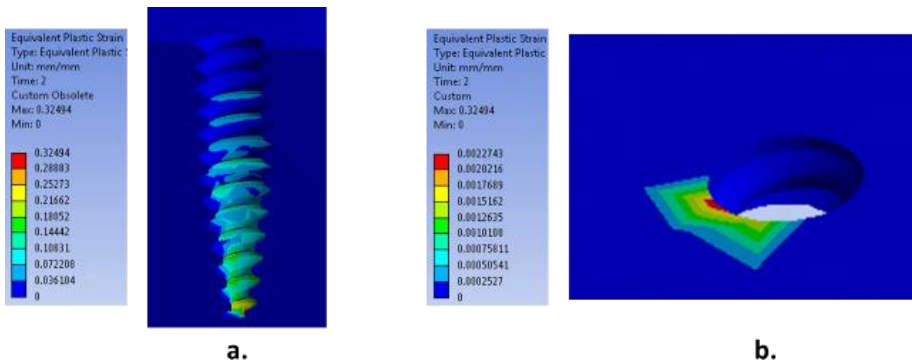 Equivalent Plastic Strain
Type: Equivalent Plastic S
Unit: mm/mm
Time: 2
Custom Obsolete
Max: 0.32494
Min: 0
0.32494
0.28883
0.25273
0.21662
0.18052
0.14442
0.10831
0.072208
0.036104
0
a.
Equivalent Plastic Strain
Type: Equivalent Plastic
Unit: mm/mm
Time: 2
Custom
Max: 0.32494
Min: 0
0.0022743
0.0020216
0.0017689
0.0015162
0.0012635
0.0010108
0.00075811
0.00050541
0.0002527
0
b.